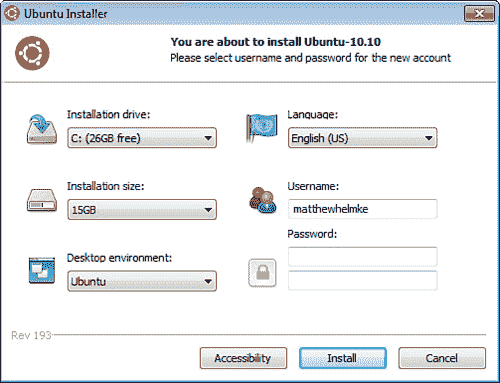 Ubuntu Installer
You are about to install Ubuntu-10.10
Please select username and password for the new account
Installation drive:
C: (26GB free)
Language:
English (US)
Installation size:
15GB
Username:
matthewhelmke
Password:
Desktop environment:
Ubuntu
Rev 193
Accessibility
Install
Cancel